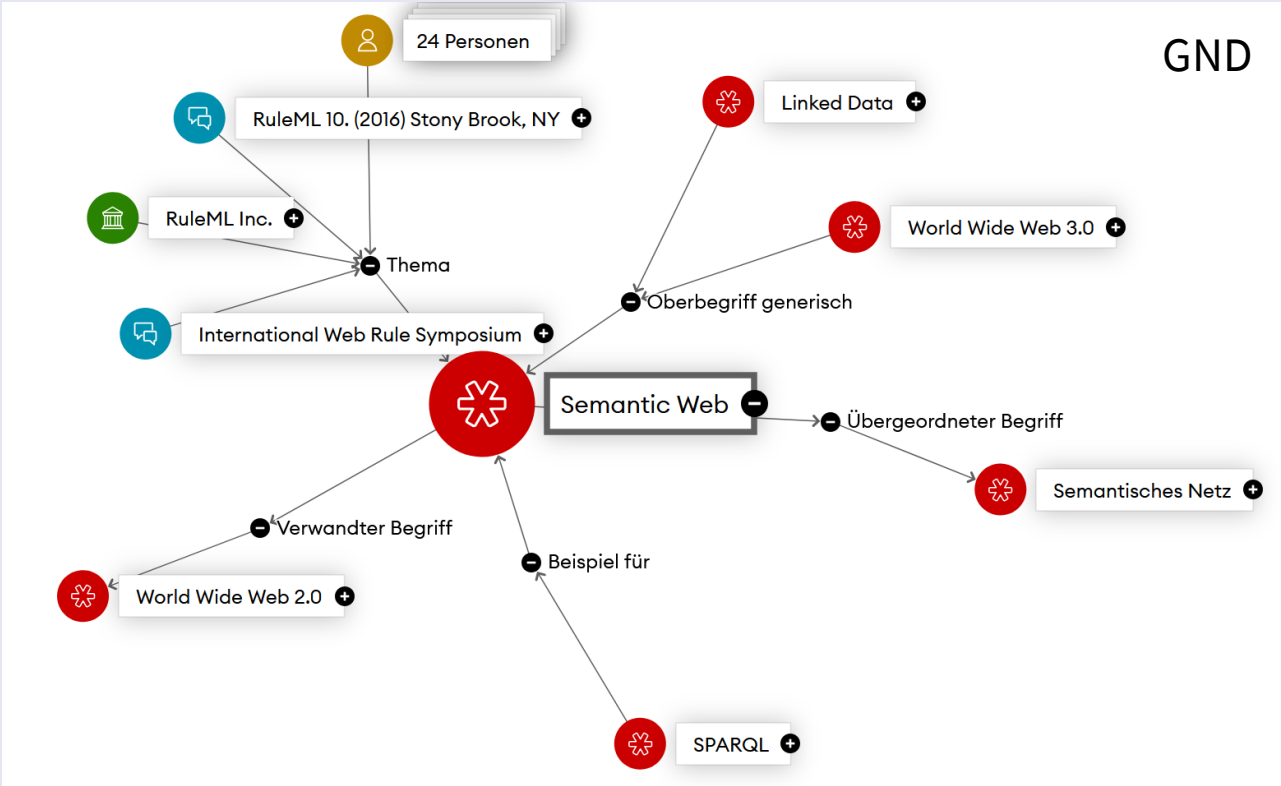 24 Personen
GND
RuleML 10. (2016) Stony Brook, NY
Linked Data
RuleML Inc.
World Wide Web 3.0
Thema
Oberbegriff generisch
International Web Rule Symposium
Semantic Web
Übergeordneter Begriff
Semantisches Netz
Verwandter Begriff
Beispiel für
World Wide Web 2.0
SPARQL